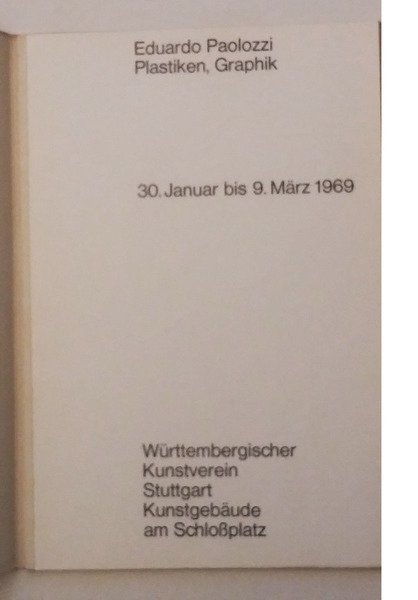 Eduardo Paolozzi
Plastiken, Graphik
30. Januar bis 9. März 1969
Württembergischer
Kunstverein
Stuttgart
Kunstgebäude
am Schloßplatz